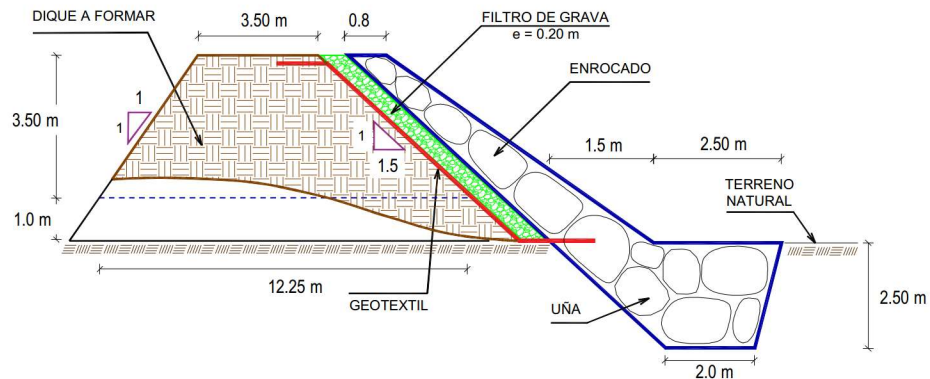 DIQUE A FORMAR
3.50 m
0.8
FILTRO DE GRAVA
e = 0.20 m
ENROCADO
1
1
3.50 m
1
1.5
1.5 m
2.50 m
TERRENO
NATURAL
1.0 m
12.25 m
GEOTEXTIL
UÑA
2.50 m
2.0 m